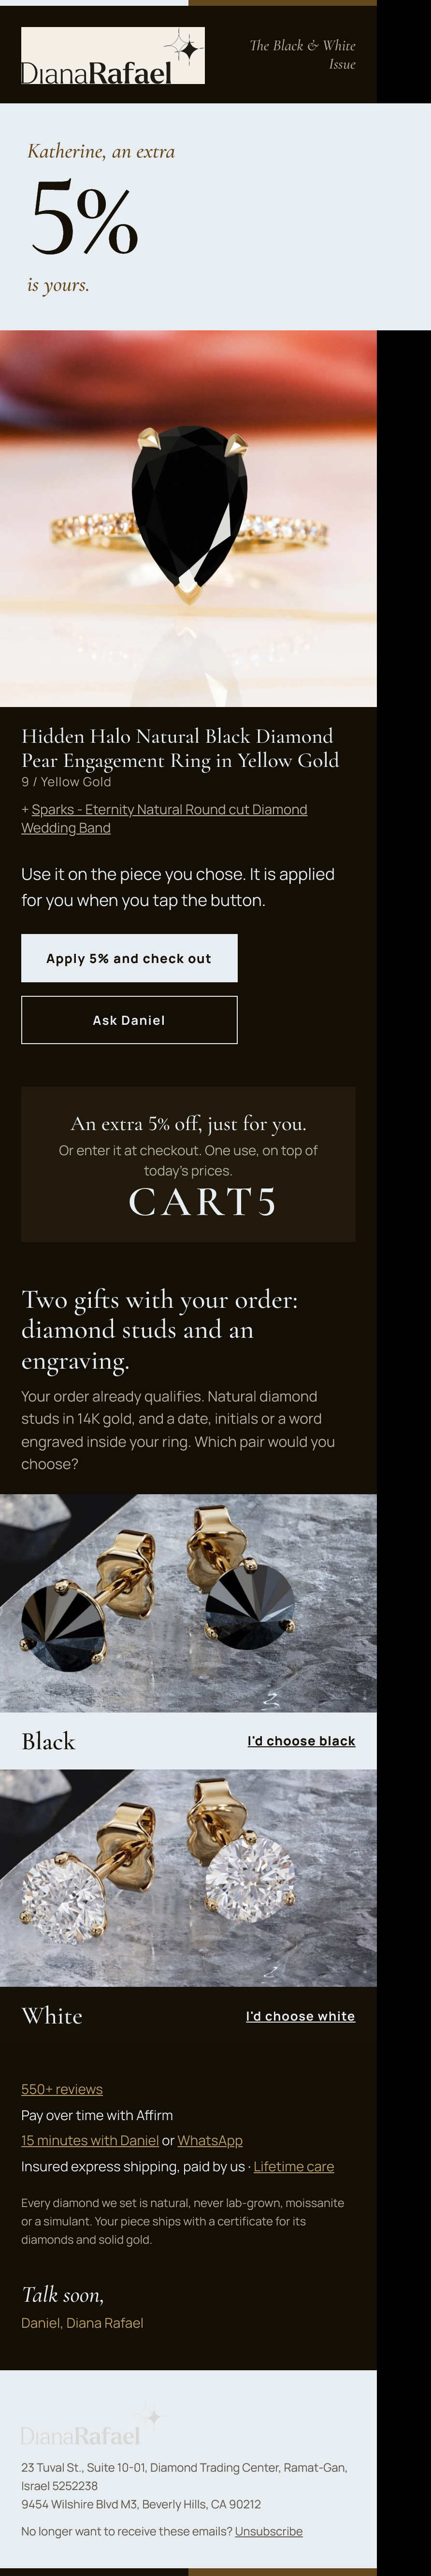 DianaRafael
The Black & White
Issue
Katherine, an extra
5%
is yours.
Hidden Halo Natural Black Diamond
Pear Engagement Ring in Yellow Gold
9 / Yellow Gold
+ Sparks - Eternity Natural Round cut Diamond
Wedding Band
Use it on the piece you chose. It is applied
for you when you tap the button.
Apply 5% and check out
Ask Daniel
An extra 5% off, just for you.
Or enter it at checkout. One use, on top of
today's prices.
CART5
Two gifts with your order:
diamond studs and an
engraving.
Your order already qualifies. Natural diamond
studs in 14K gold, and a date, initials or a word
engraved inside your ring. Which pair would you
choose?
Black
I'd choose black
White
I'd choose white
550+ reviews
Pay over time with Affirm
15 minutes with Daniel or WhatsApp
Insured express shipping, paid by us · Lifetime care
Every diamond we set is natural, never lab-grown, moissanite
or a simulant. Your piece ships with a certificate for its
diamonds and solid gold.
Talk soon,
Daniel, Diana Rafael
DianaRafael
23 Tuval St., Suite 10-01, Diamond Trading Center, Ramat-Gan,
Israel 5252238
9454 Wilshire Blvd M3, Beverly Hills, CA 90212
No longer want to receive these emails? Unsubscribe